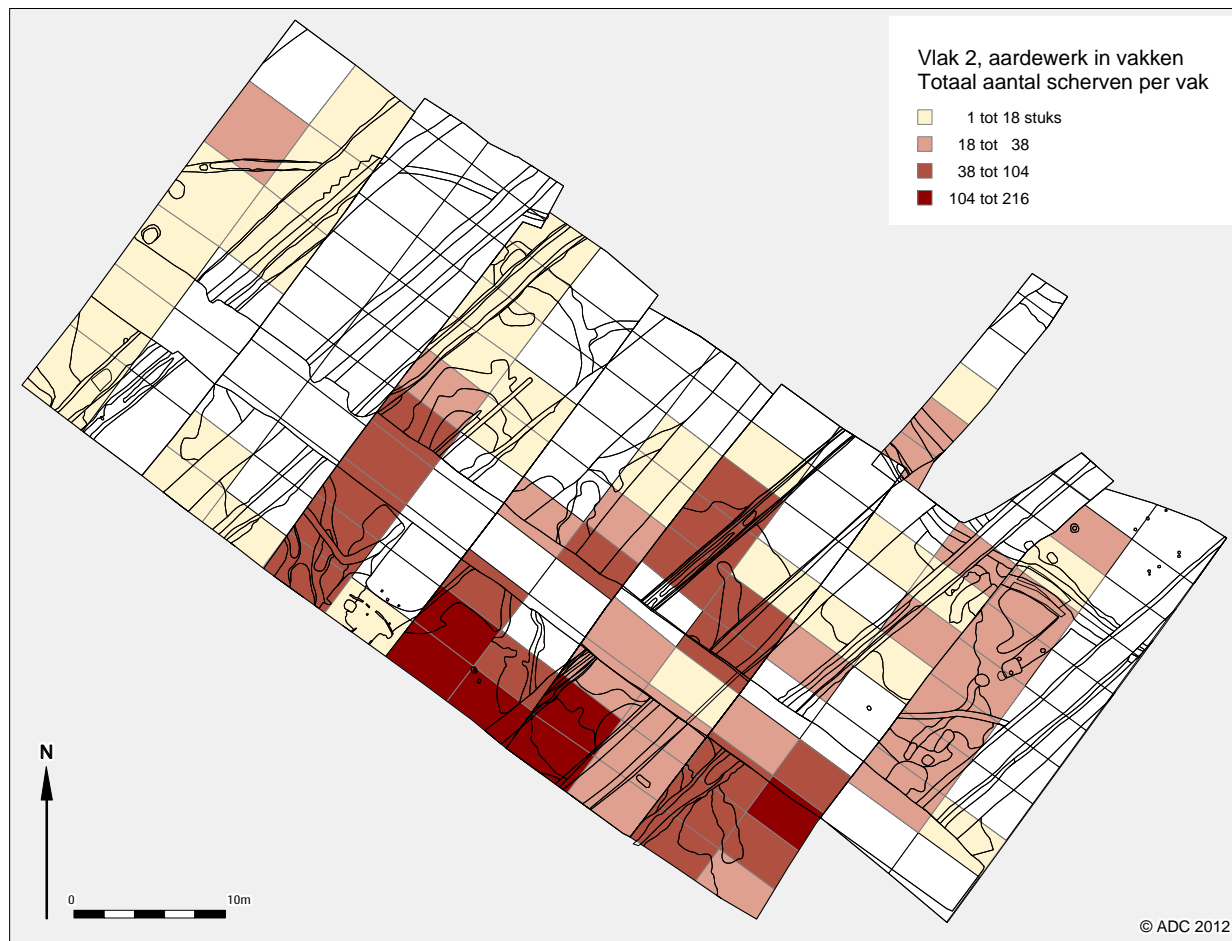 Vlak 2, aardewerk in vakken
Totaal aantal scherven per vak
1 tot 18 stuks
18 tot 38
38 tot 104
104 tot 216
N
0 10m
© ADC 2012